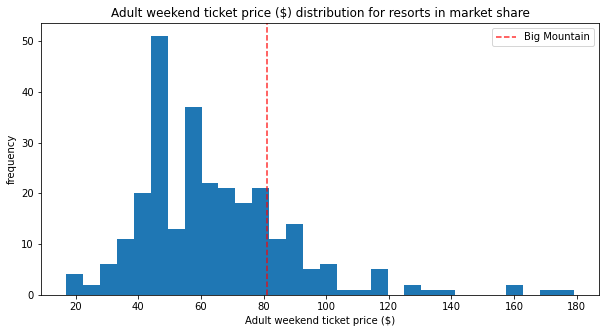 Adult weekend ticket price ($) distribution for resorts in market share
Big Mountain
frequency
50
40
30
20
10
0
20 40 60 80 100 120 140 160 180
Adult weekend ticket price ($)